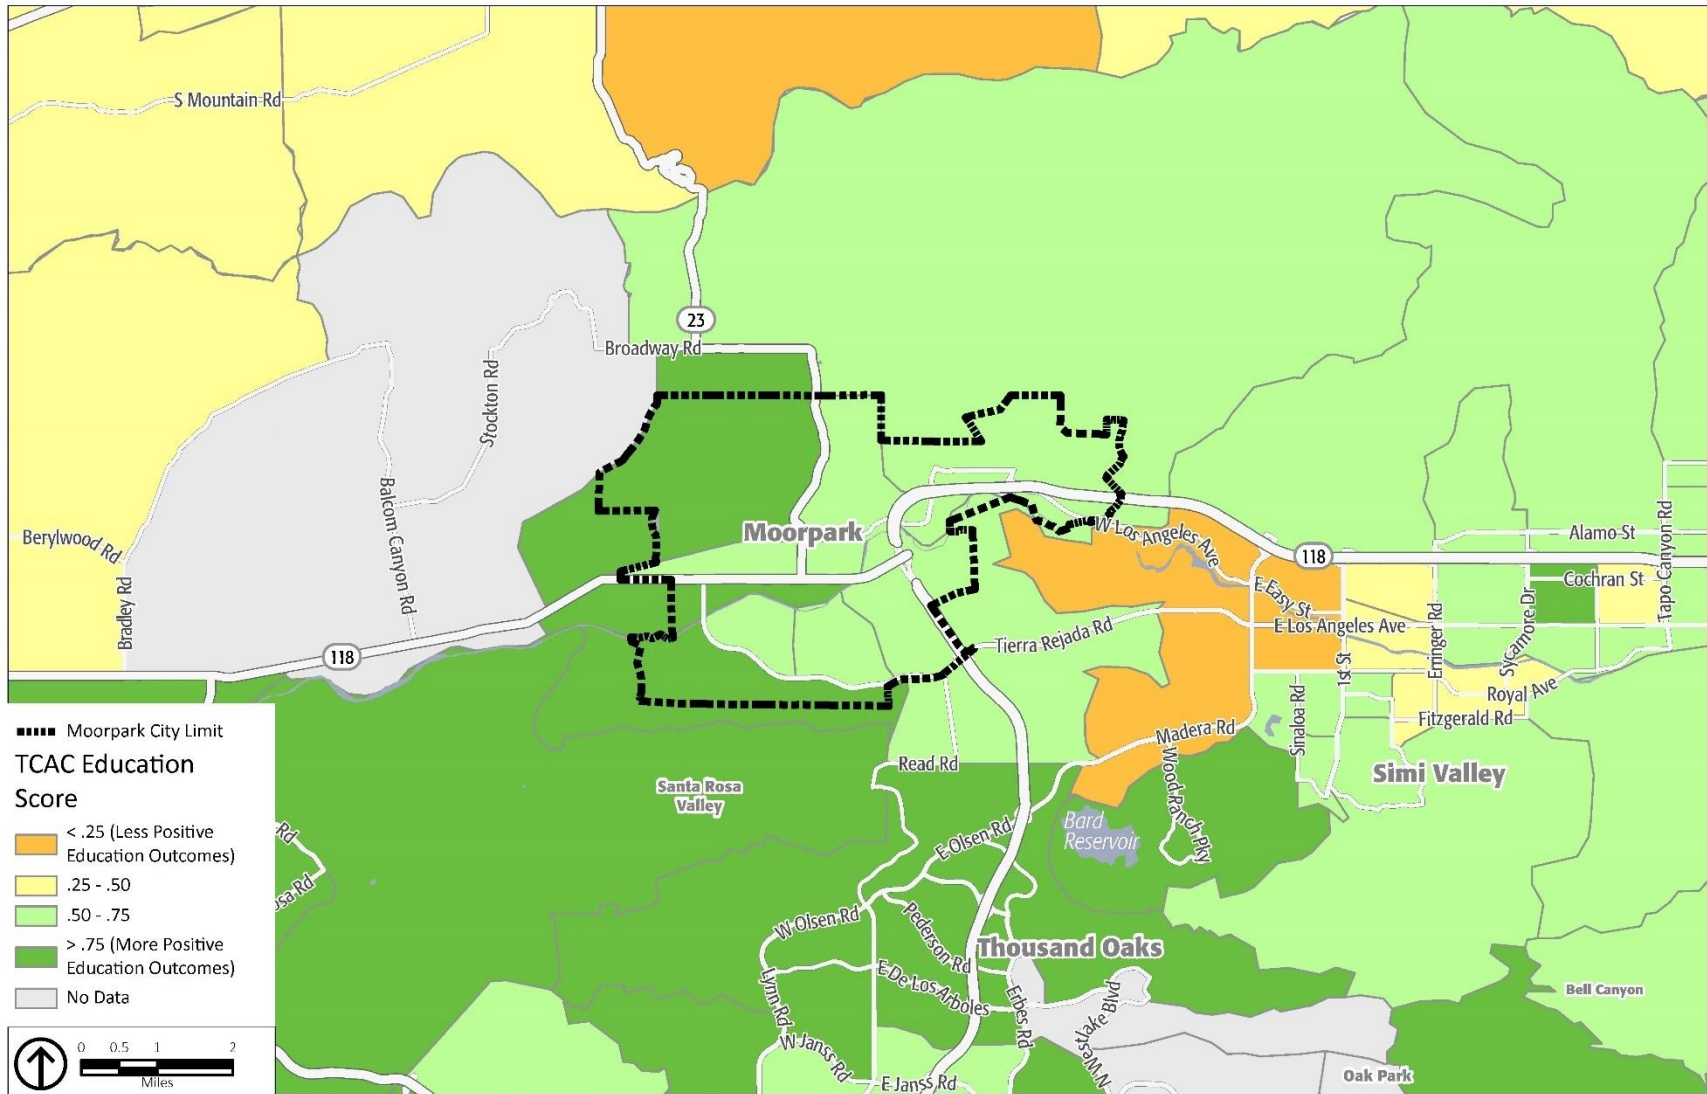 S Mountain Rd
23
Broadway Rd
Stockton Rd
Balcom Canyon Rd
Moorpark
W Los Angeles Ave
118
Alamo St
Tapo Canyon Rd
Berylwood Rd
Bradley Rd
E Easy St
Cochran St
E Los Angeles Ave
Erringer Rd
Sycamore Dr
Tierra Rejada Rd
118
1st St
Royal Ave
Sinaloa Rd
Fitzgerald Rd
Madera Rd
Read Rd
Wood Ranch Pky
Simi Valley
Santa Rosa
Valley
Bard
Reservoir
E Olsen Rd
W Olsen Rd
Pederson Rd
Thousand Oaks
E De Los Arboles
Lynn Rd
Erbes Rd
N Westlake Blvd
Bell Canyon
W Janss Rd
E Janss Rd
Oak Park
Rd
osa Rd
Moorpark City Limit
TCAC Education
Score
< .25 (Less Positive
Education Outcomes)
.25 - .50
.50 - .75
> .75 (More Positive
Education Outcomes)
No Data
0 0.5 1 2
Miles